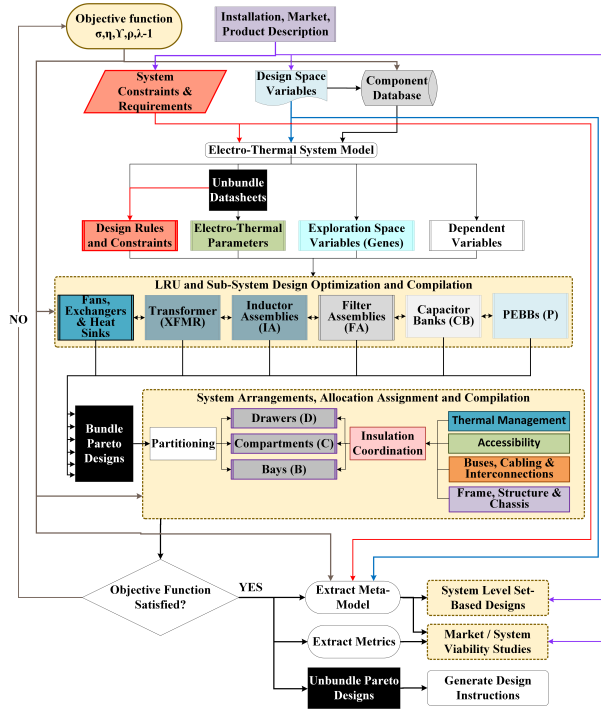 Objective function
σ,η,ϒ,ρ,λ-1
Installation, Market,
Product Description
System
Constraints &
Requirements
Design Space
Variables
Component
Database
Electro-Thermal System Model
Unbundle
Datasheets
Design Rules
and Constraints
Electro-Thermal
Parameters
Exploration Space
Variables (Genes)
Dependent
Variables
LRU and Sub-System Design Optimization and Compilation
Fans,
Exchangers
& Heat
Sinks
Transformer
(XFMR)
Inductor
Assemblies
(IA)
Filter
Assemblies
(FA)
Capacitor
Banks (CB)
PEBBs (P)
NO
System Arrangements, Allocation Assignment and Compilation
Bundle
Pareto
Designs
Partitioning
Drawers (D)
Compartments (C)
Bays (B)
Insulation
Coordination
Thermal Management
Accessibility
Buses, Cabling &
Interconnections
Frame, Structure &
Chassis
Objective Function
Satisfied?
YES
Extract Meta-
Model
System Level Set-
Based Designs
Extract Metrics
Market / System
Viability Studies
Unbundle Pareto
Designs
Generate Design
Instructions